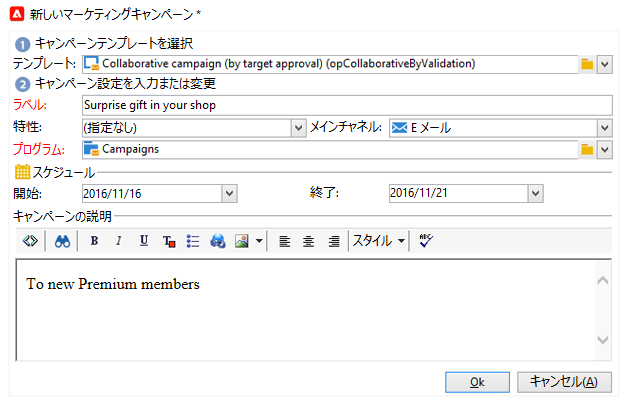 新しいマーケティングキャンペーン *
1 キャンペーンテンプレートを選択
テンプレート: Collaborative campaign (by target approval) (opCollaborativeByValidation)
2 キャンペーン設定を入力または変更
ラベル: Surprise gift in your shop
特性: (指定なし) メインチャネル: Eメール
プログラム: Campaigns
スケジュール
開始: 2016/11/16 終了: 2016/11/21
キャンペーンの説明
B I U T スタイル ABC
To new Premium members
Ok キャンセル(A)